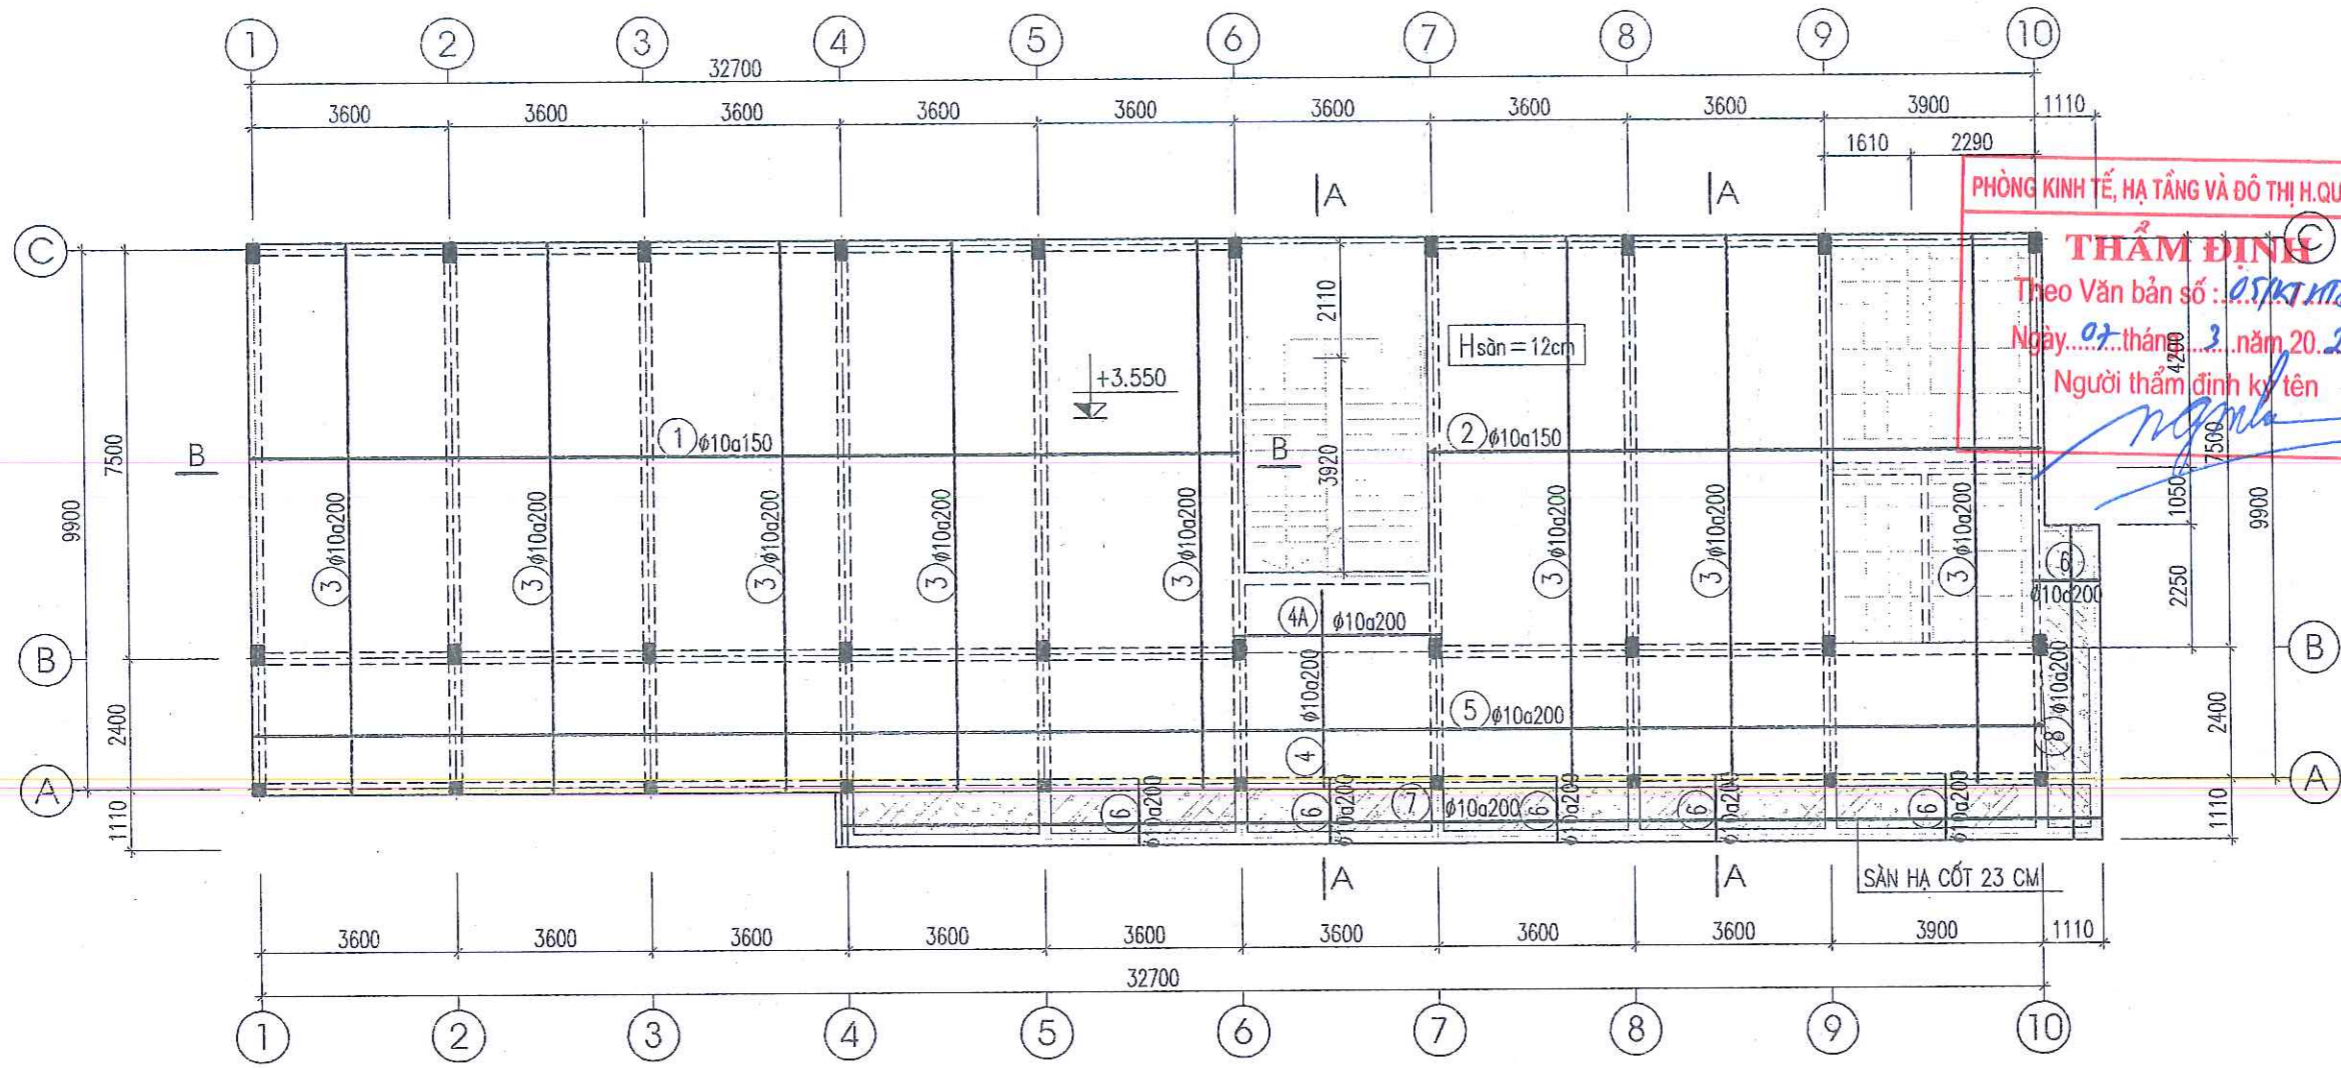 1 2 3 4 5 6 7 8 9 10
32700
3600 3600 3600 3600 3600 3600 3600 3600 3900 1110
1610 2290
A A
PHÒNG KINH TẾ, HẠ TẦNG VÀ ĐÔ THỊ H.QU
THẨM ĐỊNH
Theo Văn bản số :
Ngày 07 tháng 3 năm 20 2
Người thẩm định ký tên
C C
2110
Hsàn=12cm
4200
+3.550
1 φ10a150
2 φ10a150
B B
7500
9900
3920
7500
1050
9900
2250
3 φ10a200
3 φ10a200
3 φ10a200
3 φ10a200
3 φ10a200
3 φ10a200
3 φ10a200
3 φ10a200
6 φ10a200
4A φ10a200
B B
4 φ10a200
5 φ10a200
8 φ10a200
2400
2400
A A
1110
1110
6 φ10a200
6 φ10a200
7 φ10a200
6 φ10a200
6 φ10a200
6 φ10a200
A A
SÀN HẠ CỐT 23 CM
3600 3600 3600 3600 3600 3600 3600 3600 3900 1110
32700
1 2 3 4 5 6 7 8 9 10